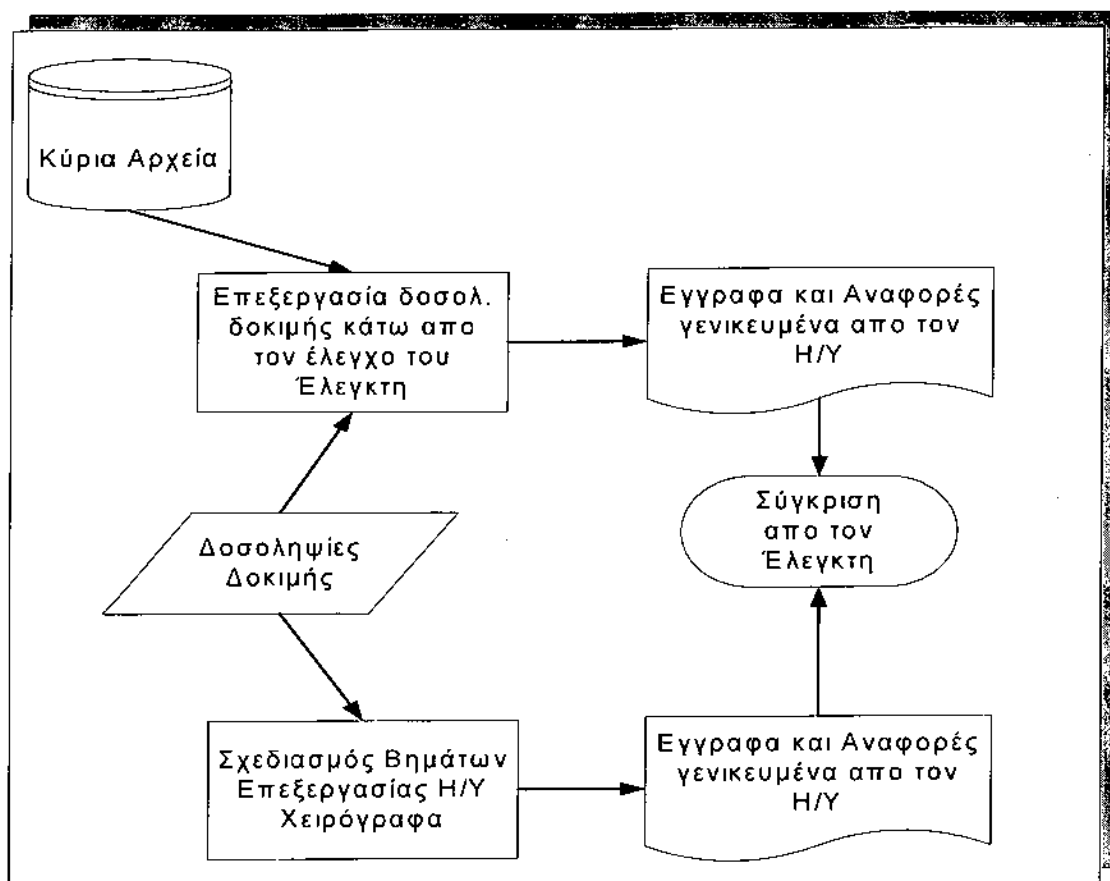 Κύρια Αρχεία
Επεξεργασία δοσολ.
δοκιμής κάτω απο
τον έλεγχο του
Έλεγκτη
Εγγραφα και Αναφορές
γενικευμένα απο τον
Η/Υ
Σύγκριση
απο τον
Έλεγκτη
Δοσοληψίες
Δοκιμής
Σχεδιασμός Βημάτων
Επεξεργασίας Η/Υ
Χειρόγραφα
Εγγραφα και Αναφορές
γενικευμένα απο τον
Η/Υ